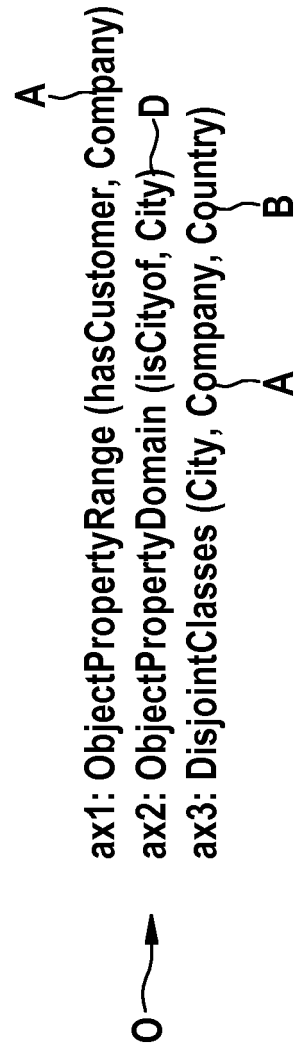 A
ax1: ObjectPropertyRange (hasCustomer, Company)
ax2: ObjectPropertyDomain (isCityof, City)
D
ax3: DisjointClasses (City, Company, Country)
A
B
O